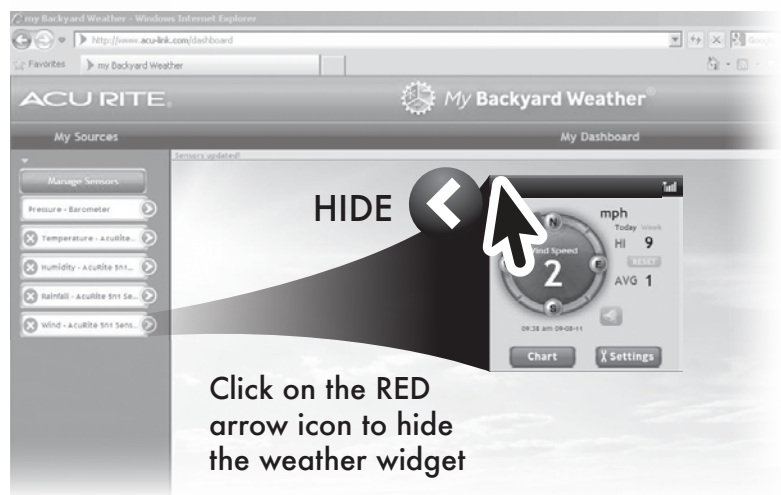 my Backyard Weather - Windows Internet Explorer
http://www.acu-link.com/dashboard
Favorites my Backyard Weather
ACU RITE® My Backyard Weather®
My Sources My Dashboard
Sensors updated!
Manage Sensors
Pressure - Barometer
Temperature - AcuRite...
Humidity - AcuRite 5n1...
Rainfall - AcuRite 5n1 Se...
Wind - AcuRite 5n1 Sens...
HIDE
N
E
S
Wind Speed
2
mph
Today Week
HI 9
RESET
AVG 1
09:38 am 09-08-11
Chart Settings
Click on the RED
arrow icon to hide
the weather widget